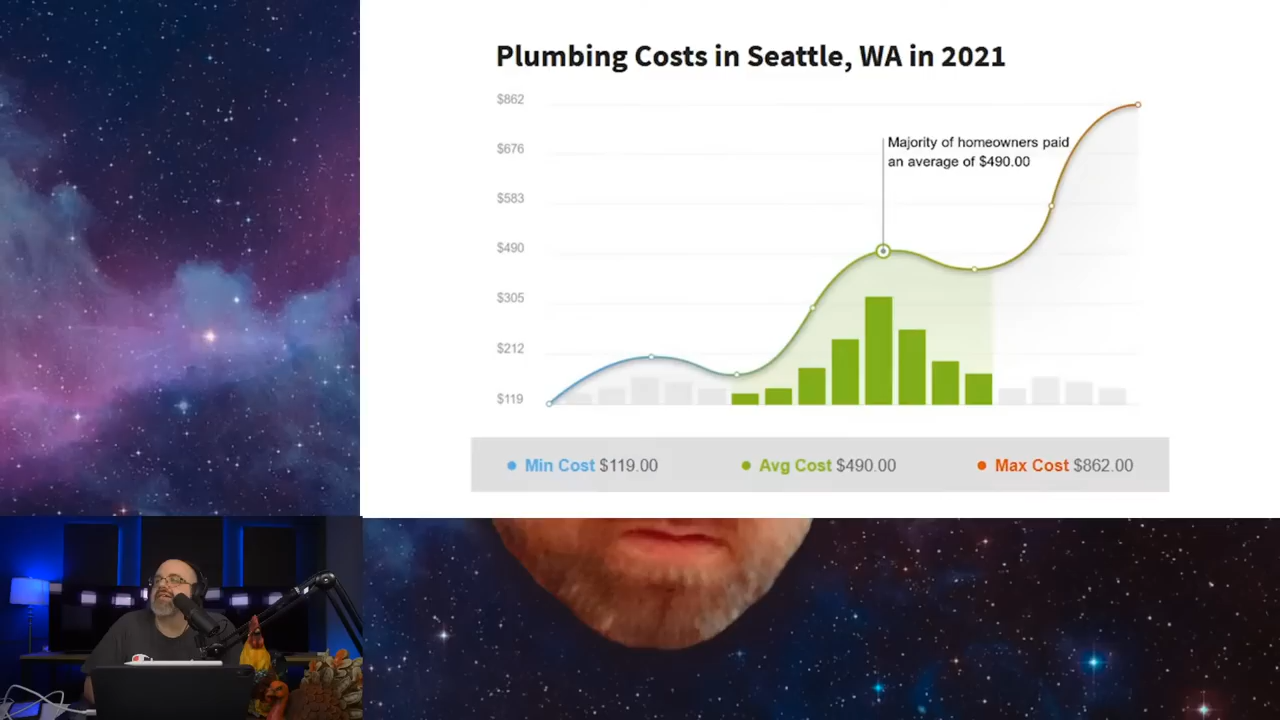 Plumbing Costs in Seattle, WA in 2021
$862
Majority of homeowners paid
$676
an average of $490.00
$583
$490
$305
$212
$119
Min Cost $119.00
Avg Cost $490.00
Max Cost $862.00